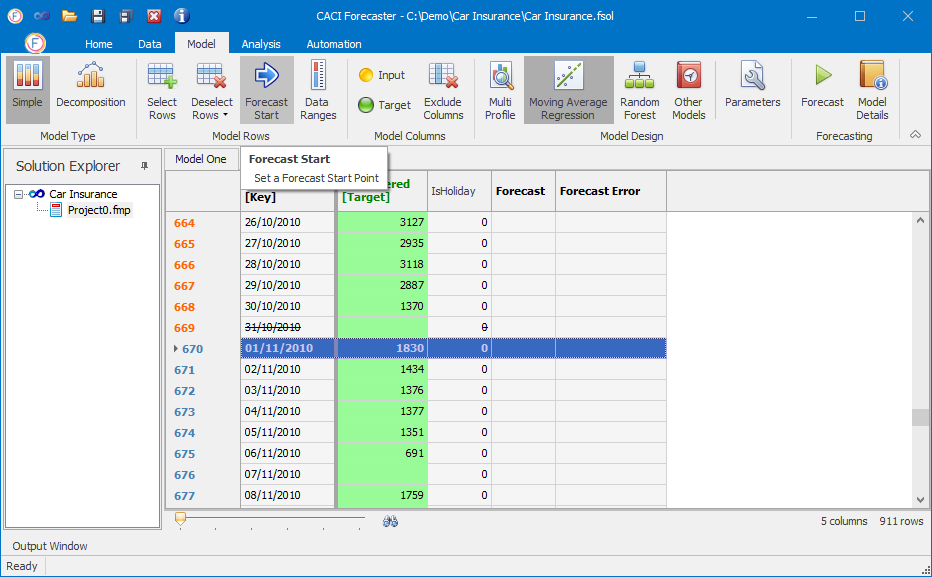 CACI Forecaster - C:\Demo\Car Insurance\Car Insurance.fsol
Home Data Model Analysis Automation
Simple Decomposition Select Rows Deselect Rows Forecast Start Data Ranges Input Target Exclude Columns Multi Profile Moving Average Regression Random Forest Other Models Parameters Forecast Model Details
Model Type Model Rows Model Columns Model Design Forecasting
Solution Explorer
Car Insurance
Project0.fmp
Model One
Forecast Start
Set a Forecast Start Point
[Key] ered [Target] IsHoliday Forecast Forecast Error
664 26/10/2010 3127 0
665 27/10/2010 2935 0
666 28/10/2010 3118 0
667 29/10/2010 2887 0
668 30/10/2010 1370 0
669 31/10/2010 0
670 01/11/2010 1830 0
671 02/11/2010 1434 0
672 03/11/2010 1376 0
673 04/11/2010 1377 0
674 05/11/2010 1351 0
675 06/11/2010 691 0
676 07/11/2010 0
677 08/11/2010 1759 0
5 columns 911 rows
Output Window
Ready